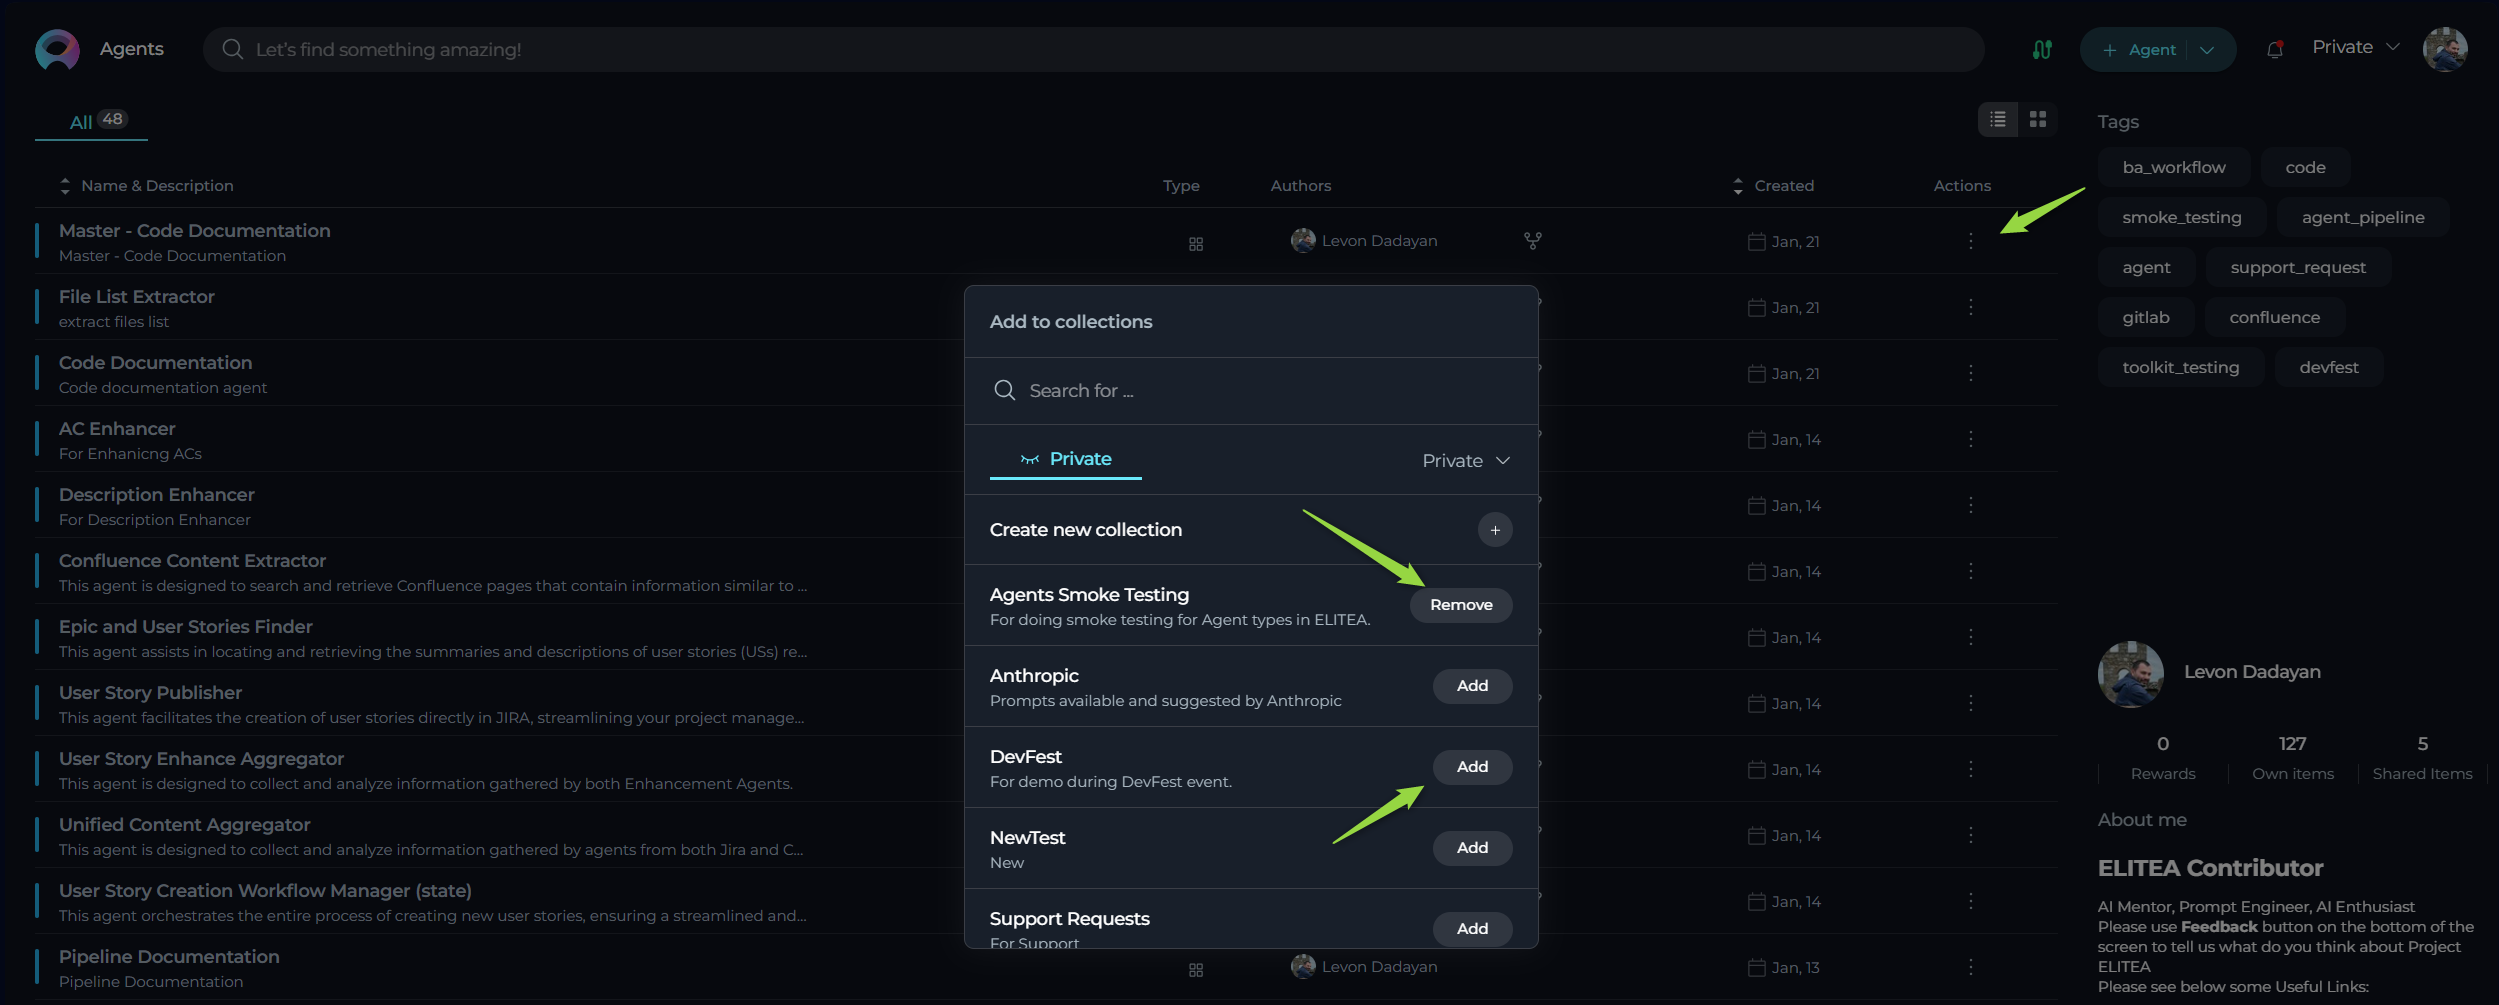 Agents
Let's find something amazing!
Agent
Private
All 48
Tags
Name & Description
Type
Authors
Created
Actions
ba_workflow
code
smoke_testing
agent_pipeline
agent
support_request
gitlab
confluence
toolkit_testing
devfest
Master - Code Documentation
Master - Code Documentation
Levon Dadayan
Jan, 21
File List Extractor
extract files list
Jan, 21
Code Documentation
Code documentation agent
Jan, 21
AC Enhancer
For Enhanicng ACs
Jan, 14
Description Enhancer
For Description Enhancer
Jan, 14
Confluence Content Extractor
This agent is designed to search and retrieve Confluence pages that contain information similar to ...
Jan, 14
Epic and User Stories Finder
This agent assists in locating and retrieving the summaries and descriptions of user stories (USs) re...
Jan, 14
User Story Publisher
This agent facilitates the creation of user stories directly in JIRA, streamlining your project manage...
Jan, 14
User Story Enhance Aggregator
This agent is designed to collect and analyze information gathered by both Enhancement Agents.
Jan, 14
Unified Content Aggregator
This agent is designed to collect and analyze information gathered by agents from both Jira and C...
Jan, 14
User Story Creation Workflow Manager (state)
This agent orchestrates the entire process of creating new user stories, ensuring a streamlined and...
Jan, 14
Pipeline Documentation
Pipeline Documentation
Levon Dadayan
Jan, 13
Add to collections
Search for ...
Private
Private
Create new collection
Agents Smoke Testing
For doing smoke testing for Agent types in ELITEA.
Remove
Anthropic
Prompts available and suggested by Anthropic
Add
DevFest
For demo during DevFest event.
Add
NewTest
New
Add
Support Requests
For Support
Add
Levon Dadayan
0
127
5
Rewards
Own items
Shared Items
About me
ELITEA Contributor
AI Mentor, Prompt Engineer, AI Enthusiast
Please use Feedback button on the bottom of the
screen to tell us what do you think about Project
ELITEA
Please see below some Useful Links: